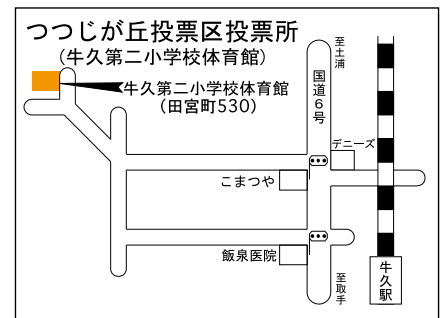 つつじが丘投票区投票所
(牛久第二小学校体育館)
牛久第二小学校体育館
(田宮町530)
至土浦
国道6号
デニーズ
こまつや
飯泉医院
至取手
牛久駅